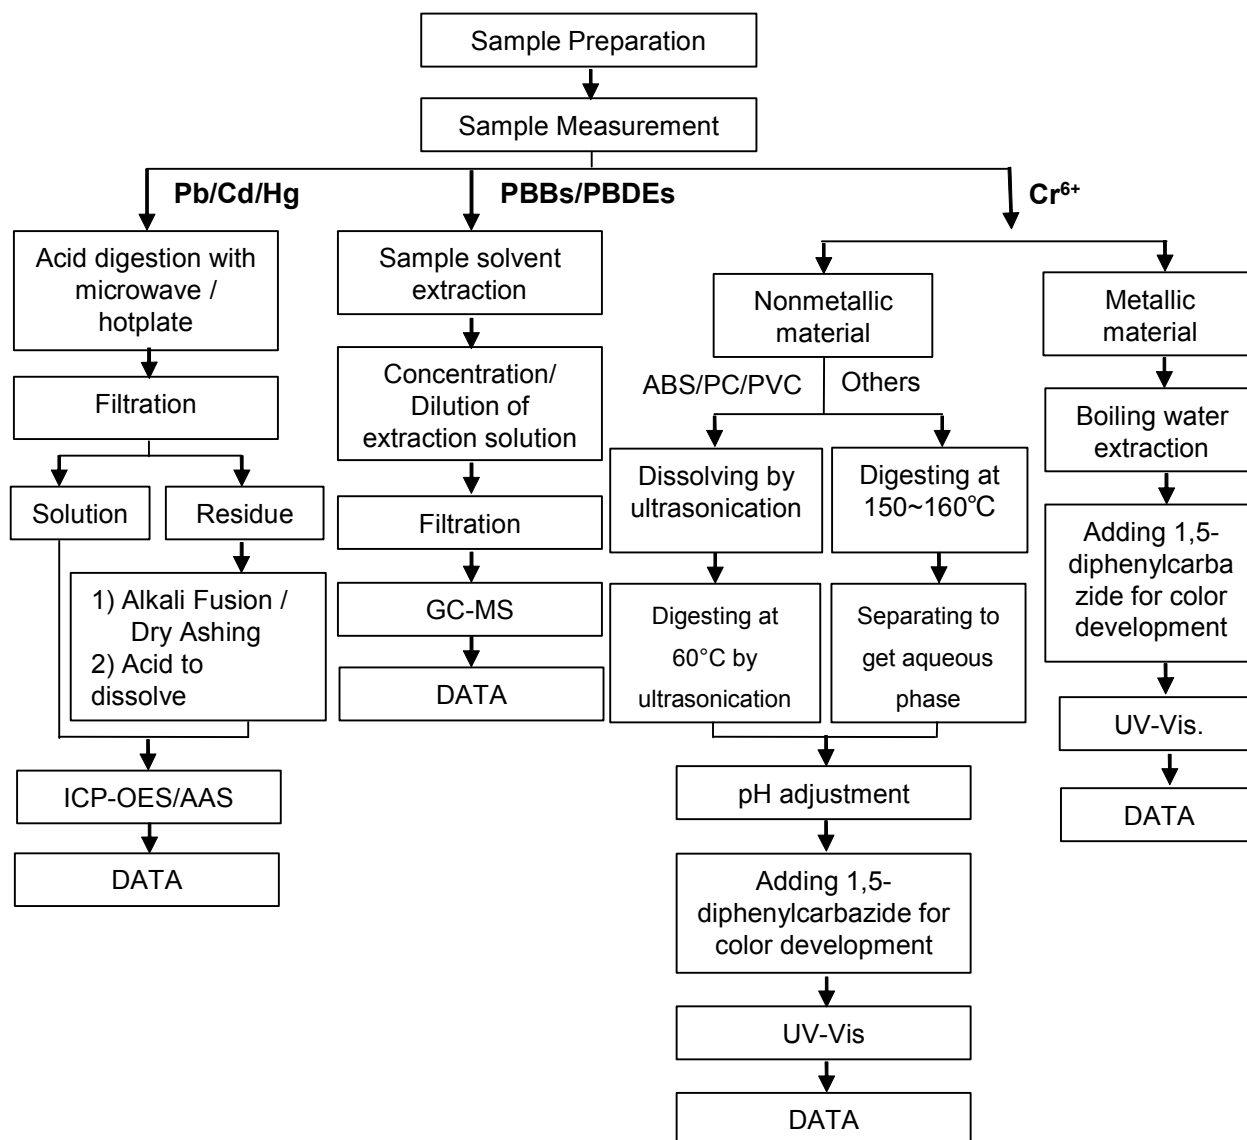 Sample Preparation
Sample Measurement
Pb/Cd/Hg
PBBs/PBDEs
Cr⁶⁺
Acid digestion with
microwave /
hotplate
Filtration
Solution
Residue
1) Alkali Fusion /
Dry Ashing
2) Acid to
dissolve
ICP-OES/AAS
DATA
Sample solvent
extraction
Concentration/
Dilution of
extraction solution
Filtration
GC-MS
DATA
Nonmetallic
material
ABS/PC/PVC
Others
Dissolving by
ultrasonication
Digesting at
60°C by
ultrasonication
Digesting at
150~160℃
Separating to
get aqueous
phase
pH adjustment
Adding 1,5-
diphenylcarbazide for
color development
UV-Vis
DATA
Metallic
material
Boiling water
extraction
Adding 1,5-
diphenylcarba
zide for color
development
UV-Vis.
DATA